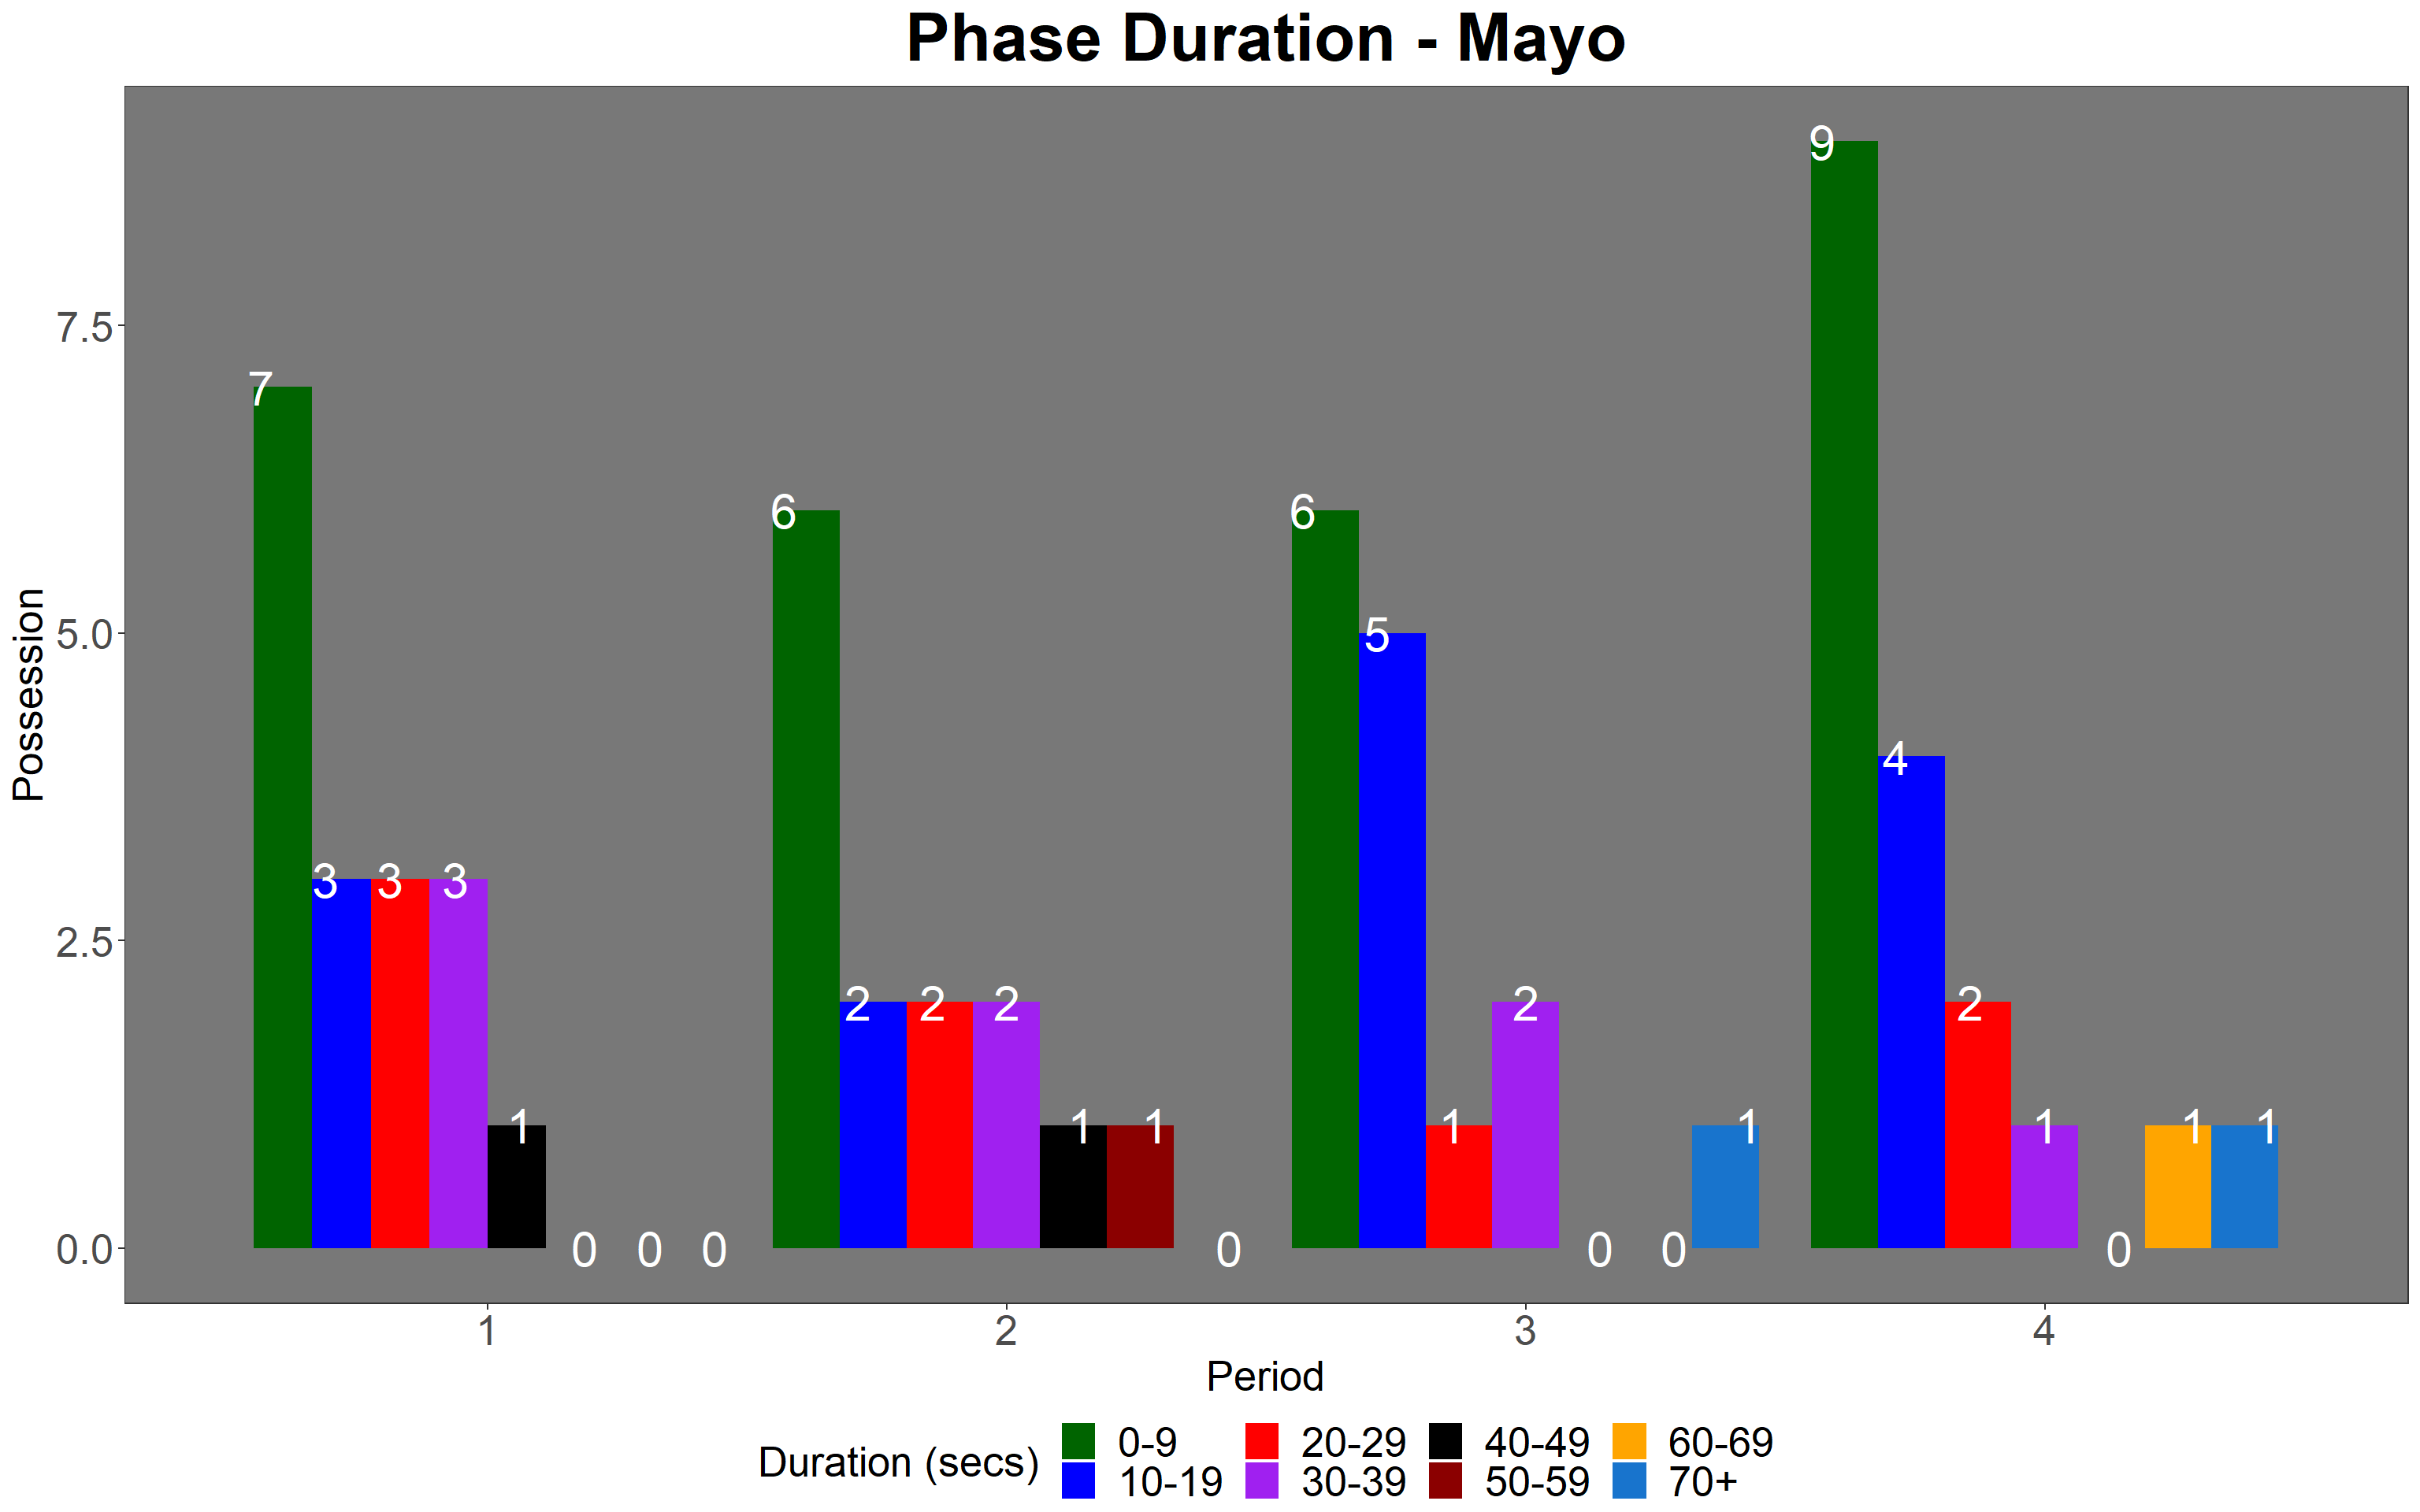 Phase Duration - Mayo
Possession
7.5
5.0
2.5
0.0
7 3 3 3 1 0 0 0
6 2 2 2 1 1 0
6 5 1 2 0 0 1
9 4 2 1 0 1 1
1 2 3 4
Period
Duration (secs)
0-9 20-29 40-49 60-69
10-19 30-39 50-59 70+